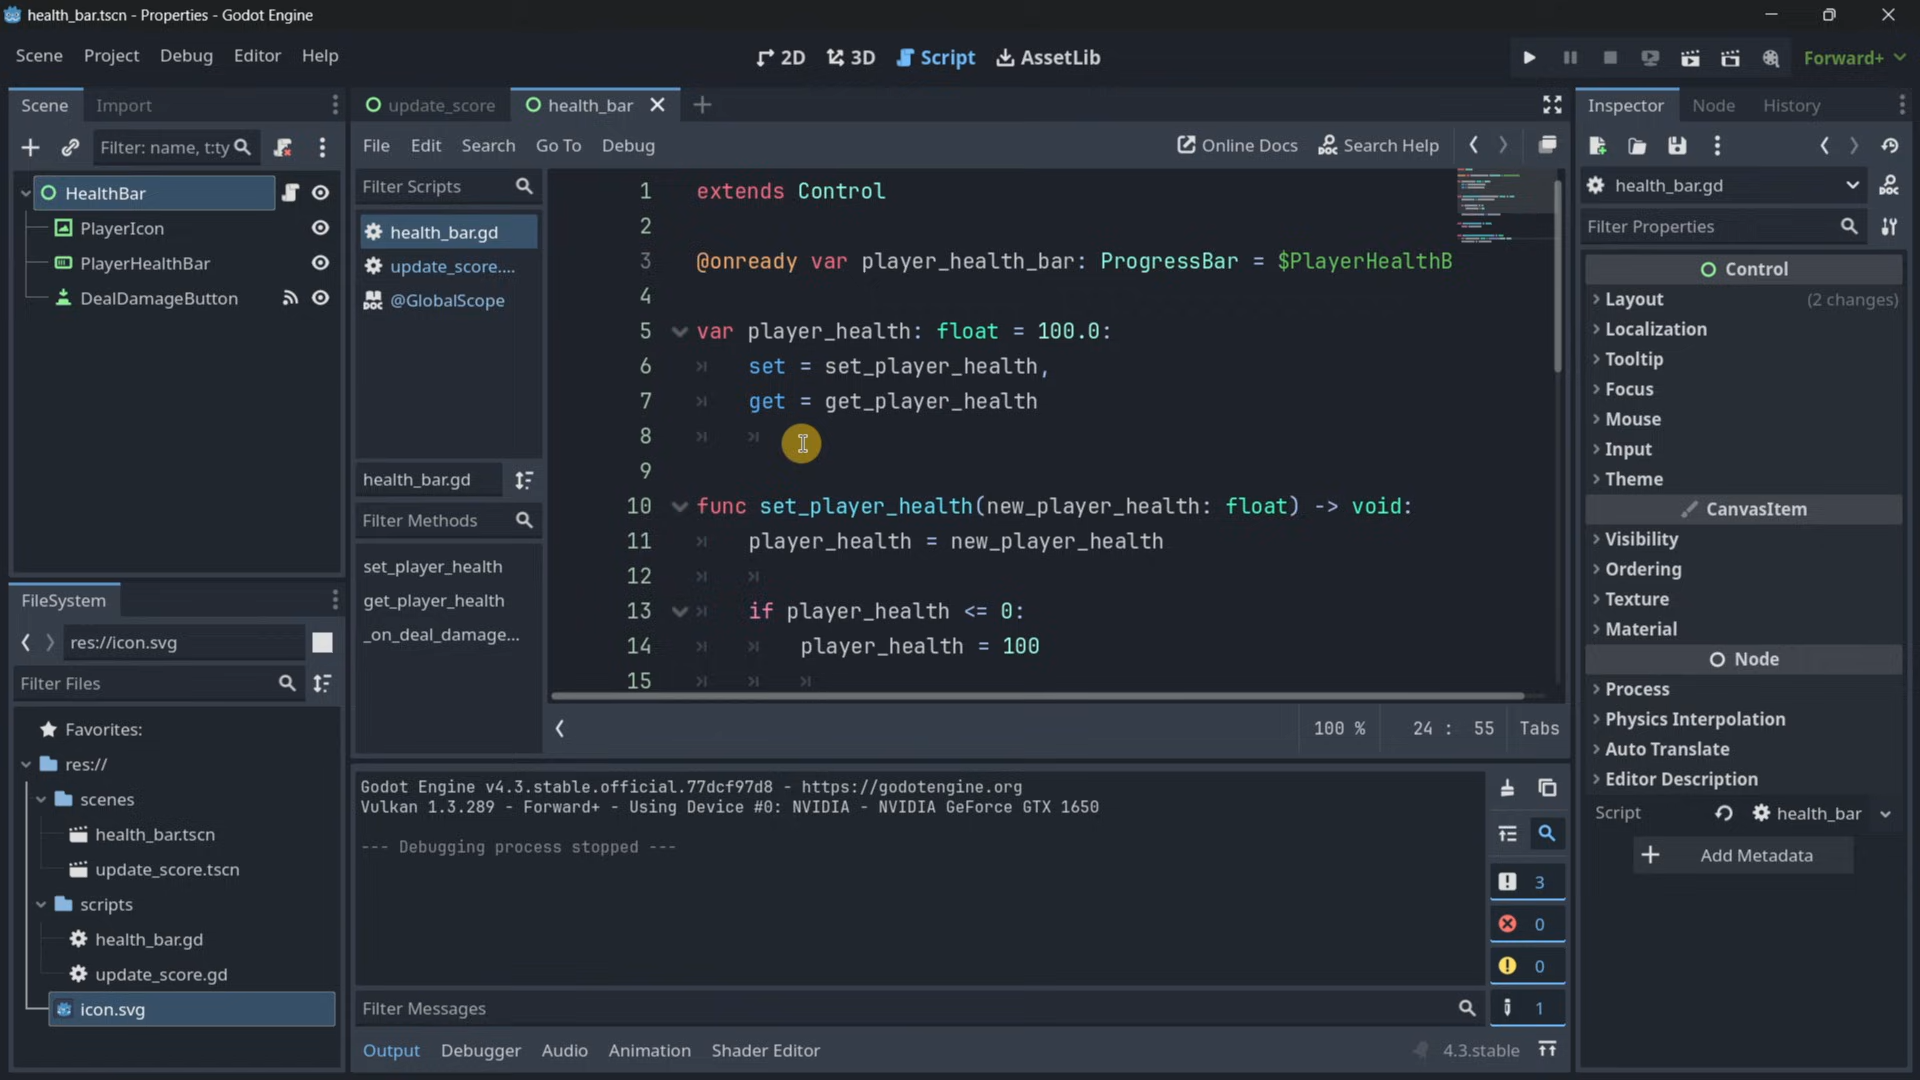 health_bar.tscn - Properties - Godot Engine
Scene Project Debug Editor Help
2D 3D Script AssetLib
Forward+
Scene Import
Filter: name, t:ty
HealthBar
PlayerIcon
PlayerHealthBar
DealDamageButton
FileSystem
res://icon.svg
Filter Files
Favorites:
res://
scenes
health_bar.tscn
update_score.tscn
scripts
health_bar.gd
update_score.gd
icon.svg
update_score health_bar
File Edit Search Go To Debug
Online Docs Search Help
Filter Scripts
health_bar.gd
update_score....
DOC @GlobalScope
health_bar.gd
Filter Methods
set_player_health
get_player_health
_on_deal_damage...
1 extends Control
2
3 @onready var player_health_bar: ProgressBar = $PlayerHealthB
4
5 var player_health: float = 100.0:
6 set = set_player_health,
7 get = get_player_health
8
9
10 func set_player_health(new_player_health: float) -> void:
11 player_health = new_player_health
12
13 if player_health <= 0:
14 player_health = 100
15
100 % 24 : 55 Tabs
Godot Engine v4.3.stable.official.77dcf97d8 - https://godotengine.org
Vulkan 1.3.289 - Forward+ - Using Device #0: NVIDIA - NVIDIA GeForce GTX 1650
--- Debugging process stopped ---
3
0
0
1
Filter Messages
Output Debugger Audio Animation Shader Editor
4.3.stable
Inspector Node History
health_bar.gd
Filter Properties
Control
Layout (2 changes)
Localization
Tooltip
Focus
Mouse
Input
Theme
CanvasItem
Visibility
Ordering
Texture
Material
Node
Process
Physics Interpolation
Auto Translate
Editor Description
Script health_bar
Add Metadata